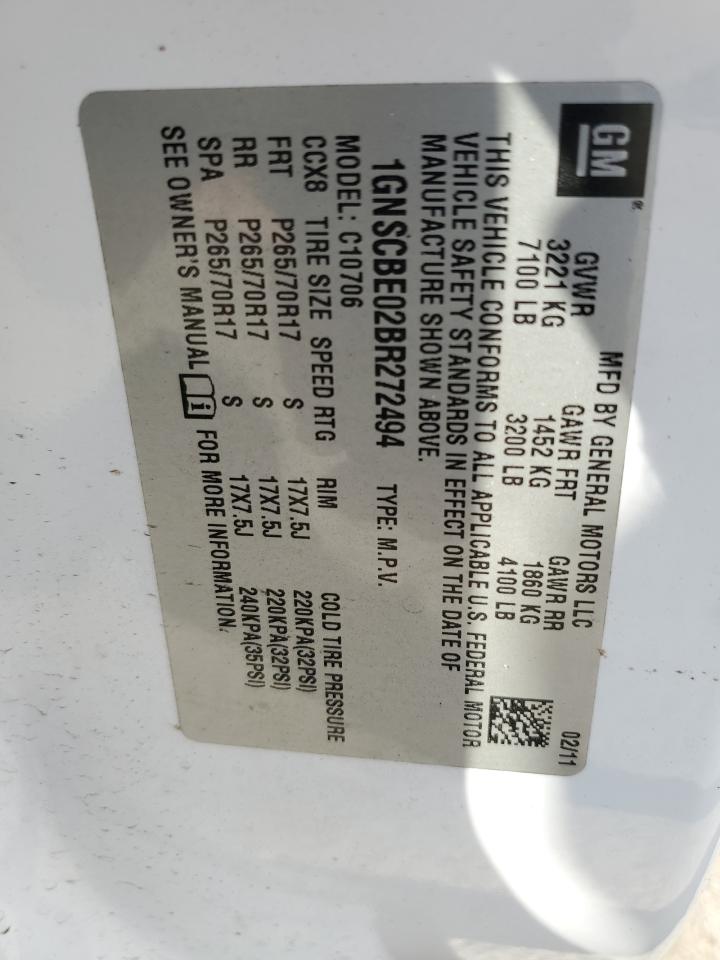 GM®
MFD BY GENERAL MOTORS LLC 02/11
GVWR GAWR FRT GAWR RR
3221 KG 1452 KG 1860 KG
7100 LB 3200 LB 4100 LB
THIS VEHICLE CONFORMS TO ALL APPLICABLE U.S. FEDERAL MOTOR
VEHICLE SAFETY STANDARDS IN EFFECT ON THE DATE OF
MANUFACTURE SHOWN ABOVE.
1GNSCBE02BR272494 TYPE: M.P.V.
MODEL: C10706
CCX8 TIRE SIZE SPEED RTG RIM COLD TIRE PRESSURE
FRT P265/70R17 S 17X7.5J 220KPA(32PSI)
RR P265/70R17 S 17X7.5J 220KPA(32PSI)
SPA P265/70R17 S 17X7.5J 240KPA(35PSI)
SEE OWNER'S MANUAL i FOR MORE INFORMATION.